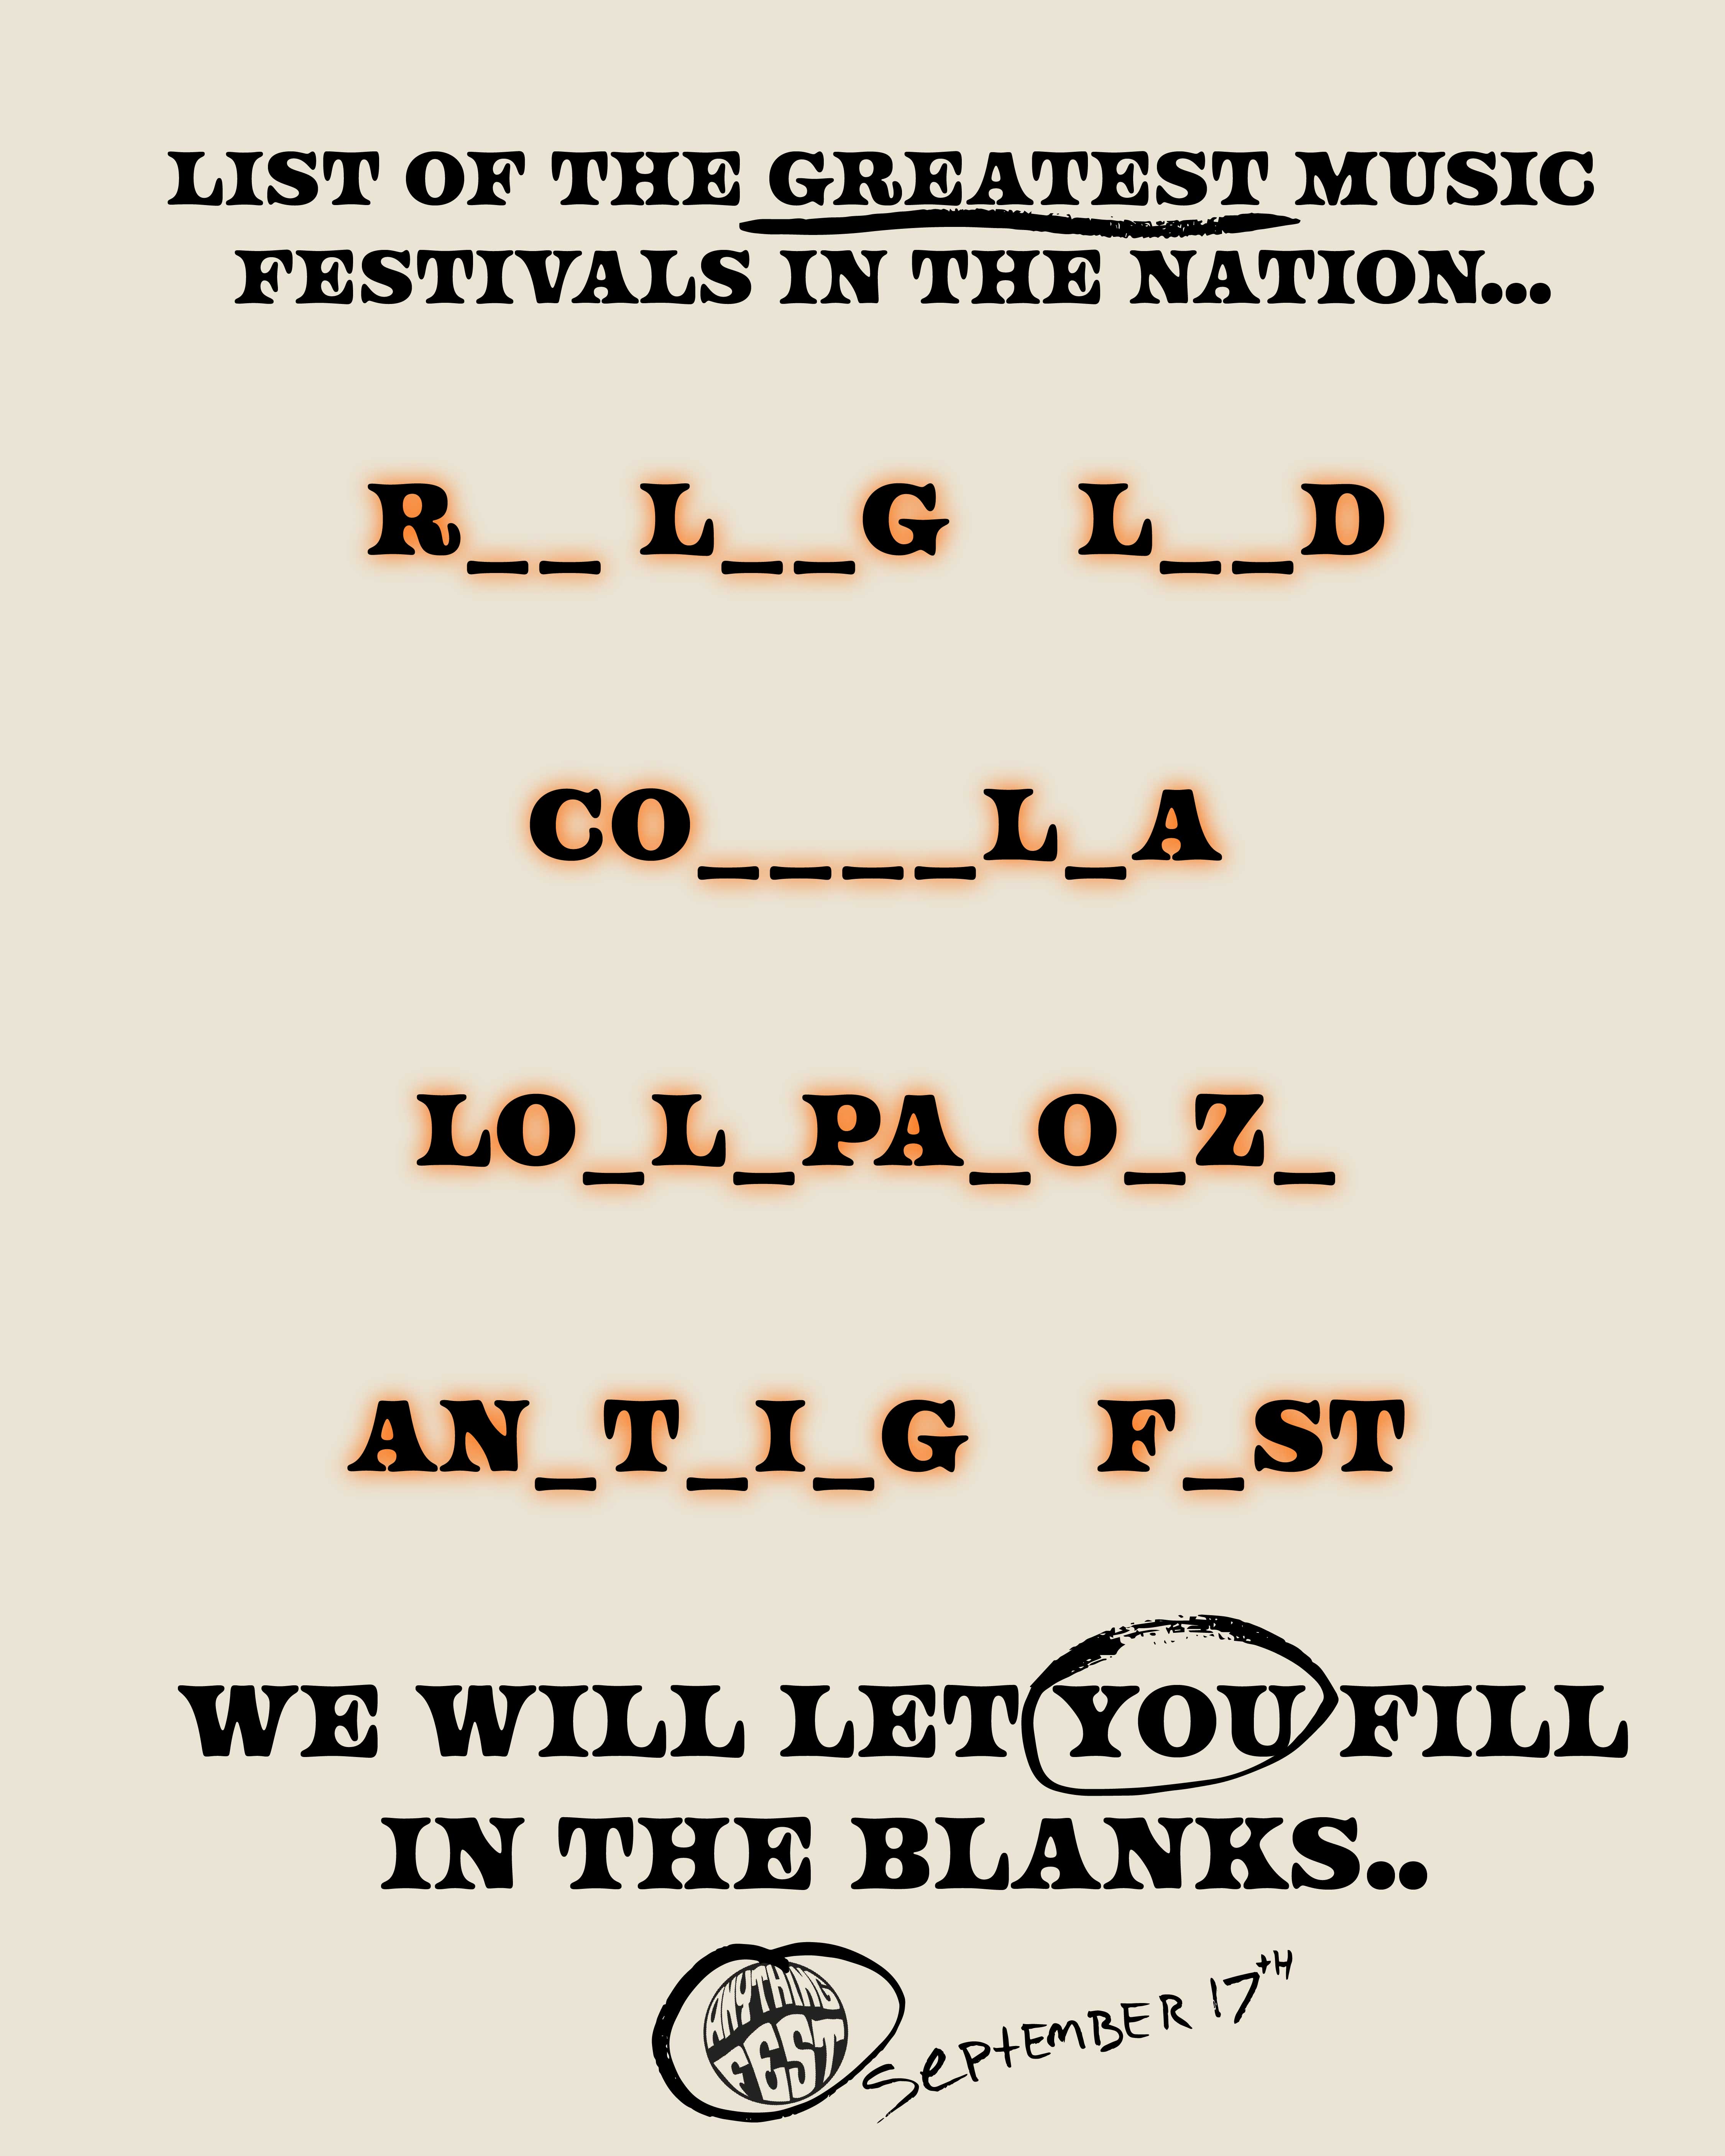 LIST OF THE GREATEST MUSIC
FESTIVALS IN THE NATION...
R__ L__G L__D
CO____L_A
LO_L_PA_O_Z_
AN_T_I_G F_ST
WE WILL LET YOU FILL
IN THE BLANKS..
ANYTHING
FEST
SEPTEMBER 17TH